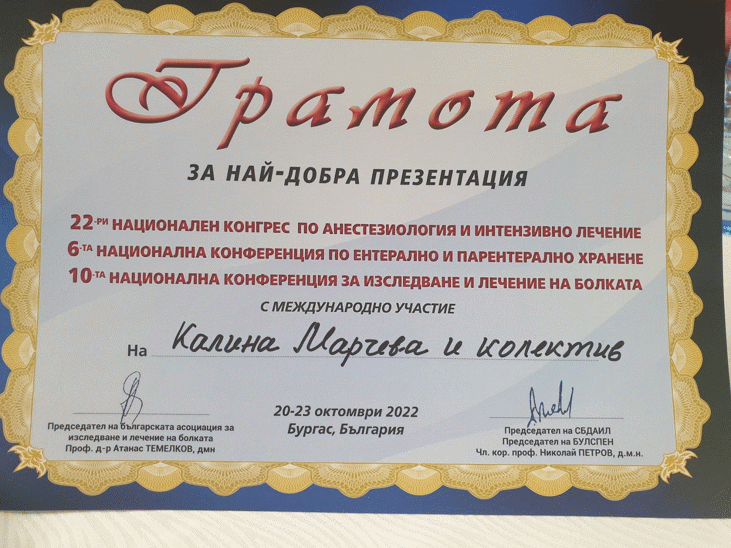 Грамота
ЗА НАЙ-ДОБРА ПРЕЗЕНТАЦИЯ
22-РИ НАЦИОНАЛЕН КОНГРЕС ПО АНЕСТЕЗИОЛОГИЯ И ИНТЕНЗИВНО ЛЕЧЕНИЕ
6-ТА НАЦИОНАЛНА КОНФЕРЕНЦИЯ ПО ЕНТЕРАЛНО И ПАРЕНТЕРАЛНО ХРАНЕНЕ
10-ТА НАЦИОНАЛНА КОНФЕРЕНЦИЯ ЗА ИЗСЛЕДВАНЕ И ЛЕЧЕНИЕ НА БОЛКАТА
С МЕЖДУНАРОДНО УЧАСТИЕ
На Калина Марчева и колектив
20-23 октомври 2022
Бургас, България
Председател на българската асоциация за
изследване и лечение на болката
Проф. д-р Атанас ТЕМЕЛКОВ, дмн
Председател на СБДАИЛ
Председател на БУЛСПЕН
Чл. кор. проф. Николай ПЕТРОВ, д.м.н.